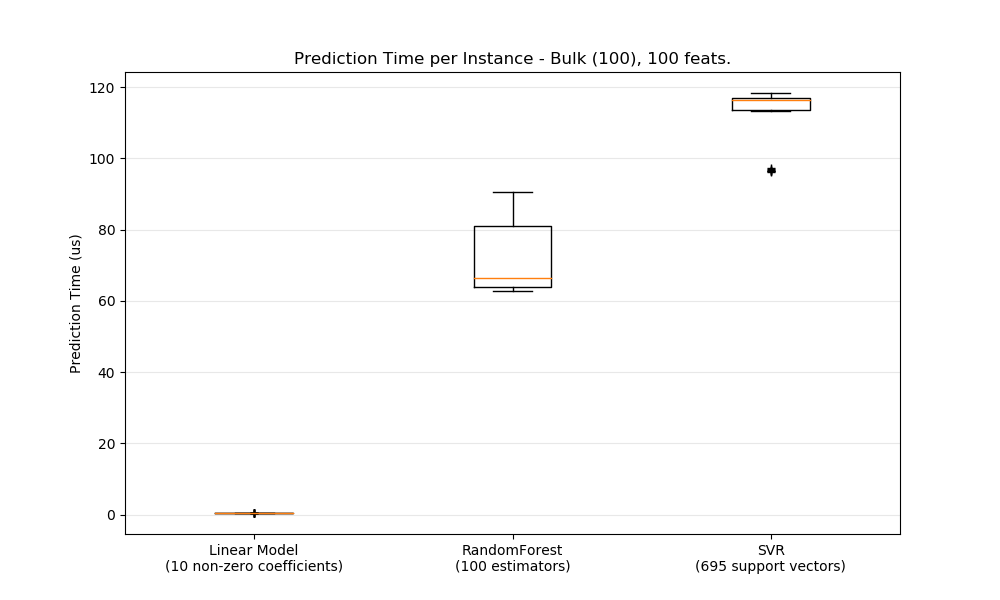 Prediction Time per Instance - Bulk (100), 100 feats.
120
100
80
60
40
20
0
Prediction Time (us)
Linear Model
(10 non-zero coefficients)
RandomForest
(100 estimators)
SVR
(695 support vectors)